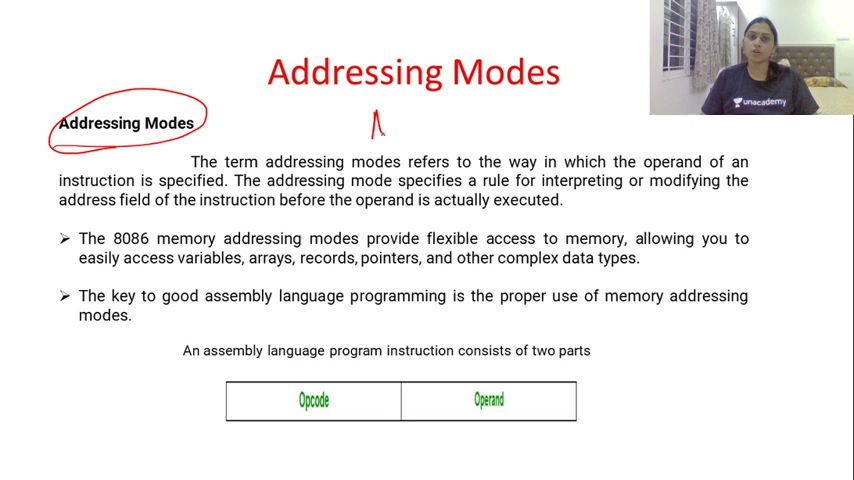 Addressing Modes
unacademy
Addressing Modes
The term addressing modes refers to the way in which the operand of an
instruction is specified. The addressing mode specifies a rule for interpreting or modifying the
address field of the instruction before the operand is actually executed.
➤ The 8086 memory addressing modes provide flexible access to memory, allowing you to
easily access variables, arrays, records, pointers, and other complex data types.
➤ The key to good assembly language programming is the proper use of memory addressing
modes.
An assembly language program instruction consists of two parts
Opcode Operand